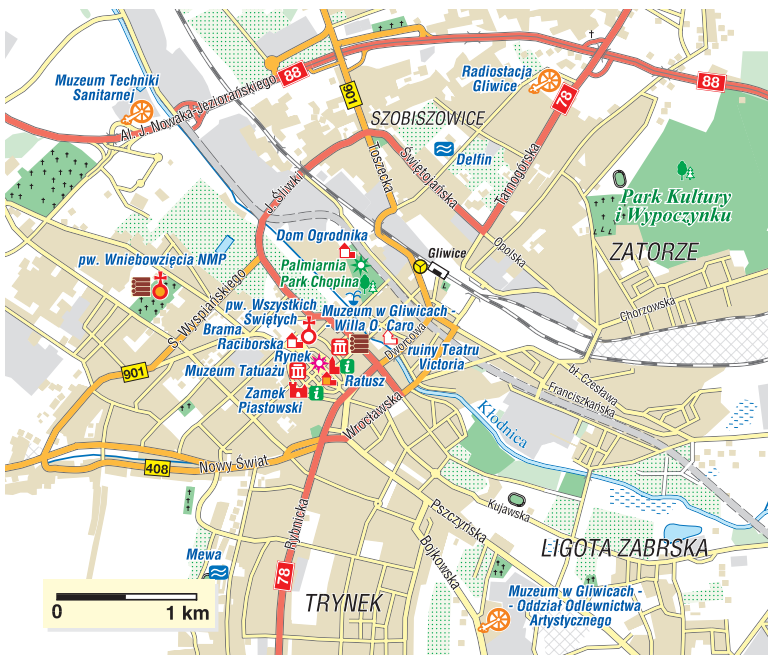 Muzeum Techniki
Sanitarnej
Al. J. Nowaka-Jeziorańskiego
88
901
Radiostacja
Gliwice
78
88
SZOBISZOWICE
Toszecka
Delfin
Świętojańska
Tarnogórska
J. Śliwki
Park Kultury
i Wypoczynku
ZATORZE
Dom Ogrodnika
Opolska
Gliwice
pw. Wniebowzięcia NMP
Palmiarnia
Park Chopina
S. Wyspiańskiego
pw. Wszystkich
Świętych
Muzeum w Gliwicach -
- Willa O. Caro
Chorzowska
Brama
Raciborska
Dworcowa
Rynek
ruiny Teatru
Victoria
Muzeum Tatuażu
i
Ratusz
901
Zamek
Piastowski
i
bł. Czesława
Franciszkańska
Wrocławska
Kłodnica
408
Nowy Świat
Rybnicka
Pszczyńska
Kujawska
Bojkowska
LIGOTA ZABRSKA
Mewa
78
TRYNEK
Muzeum w Gliwicach -
- Oddział Odlewnictwa
Artystycznego
0
1 km